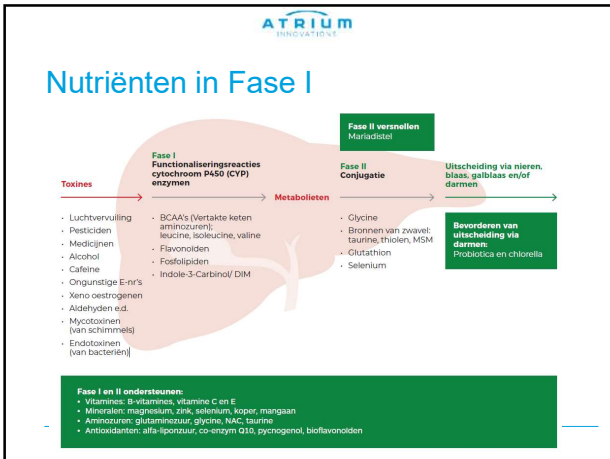 ATRIUM
INNOVATIONS
Nutriënten in Fase I
Fase II versnellen
Mariadistel
Fase I
Functionaliseringsreacties
cytochroom P450 (CYP)
enzymen
Fase II
Conjugatie
Uitscheiding via nieren,
blaas, galblaas en/of
darmen
Toxines
Metabolieten
• Luchtvervuiling
• Pesticiden
• Medicijnen
• Alcohol
• Cafeïne
• Ongunstige E-nr's
• Xeno oestrogenen
• Aldehyden e.d.
• Mycotoxinen
(van schimmels)
• Endotoxinen
(van bacteriën)
• BCAA's (Vertakte keten
aminozuren);
leucine, isoleucine, valine
• Flavonoïden
• Fosfolipiden
• Indole-3-Carbinol/ DIM
• Glycine
• Bronnen van zwavel:
taurine, thiolen, MSM
• Glutathion
• Selenium
Bevorderen van
uitscheiding via
darmen:
Probiotica en chlorella
Fase I en II ondersteunen:
• Vitamines: B-vitamines, vitamine C en E
• Mineralen: magnesium, zink, selenium, koper, mangaan
• Aminozuren: glutaminezuur, glycine, NAC, taurine
• Antioxidanten: alfa-liponzuur, co-enzym Q10, pycnogenol, bioflavonoïden